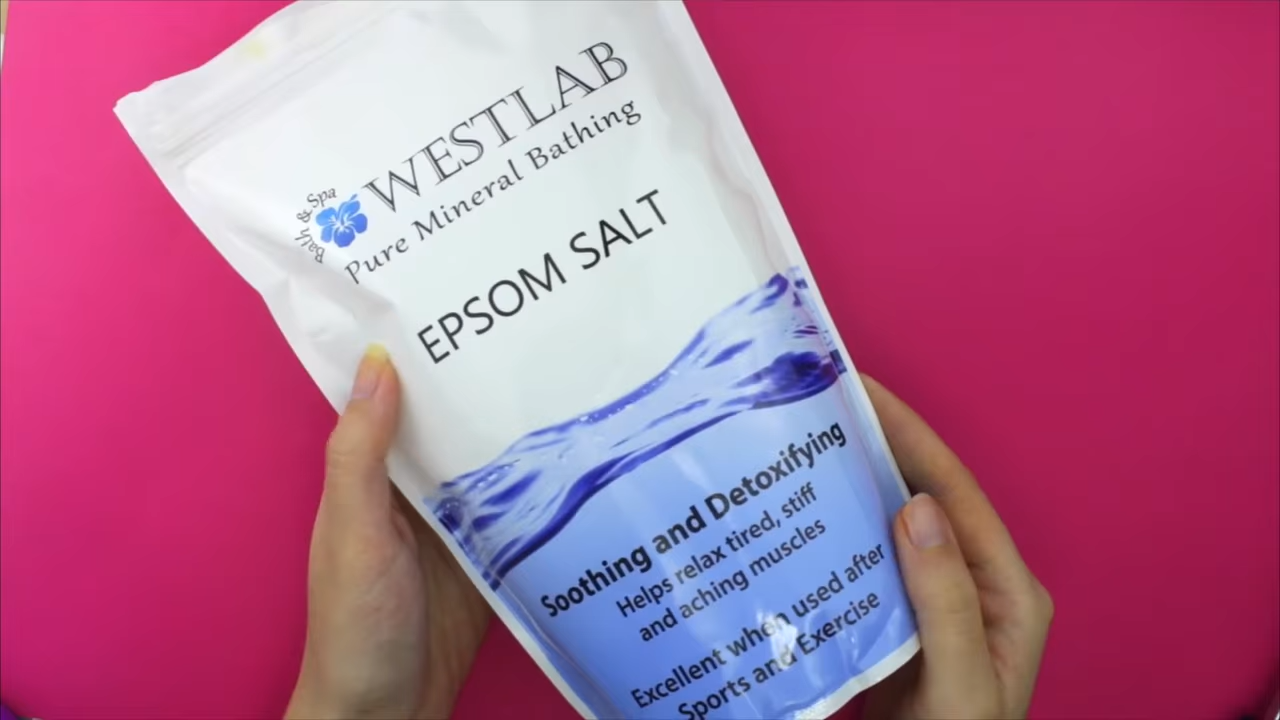 WESTLAB
Bath & Spa
Pure Mineral Bathing
EPSOM SALT
Soothing and Detoxifying
Helps relax tired, stiff
and aching muscles
Excellent when used after
Sports and Exercise